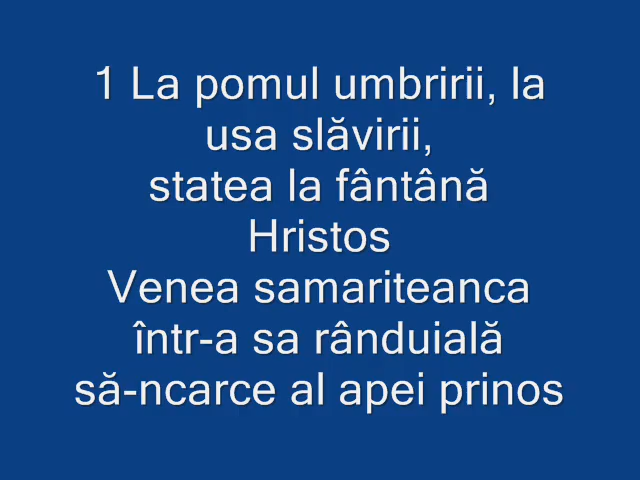 1 La pomul umbririi, la
usa slăvirii,
statea la fântână
Hristos
Venea samariteanca
într-a sa rânduială
să-ncarce al apei prinos